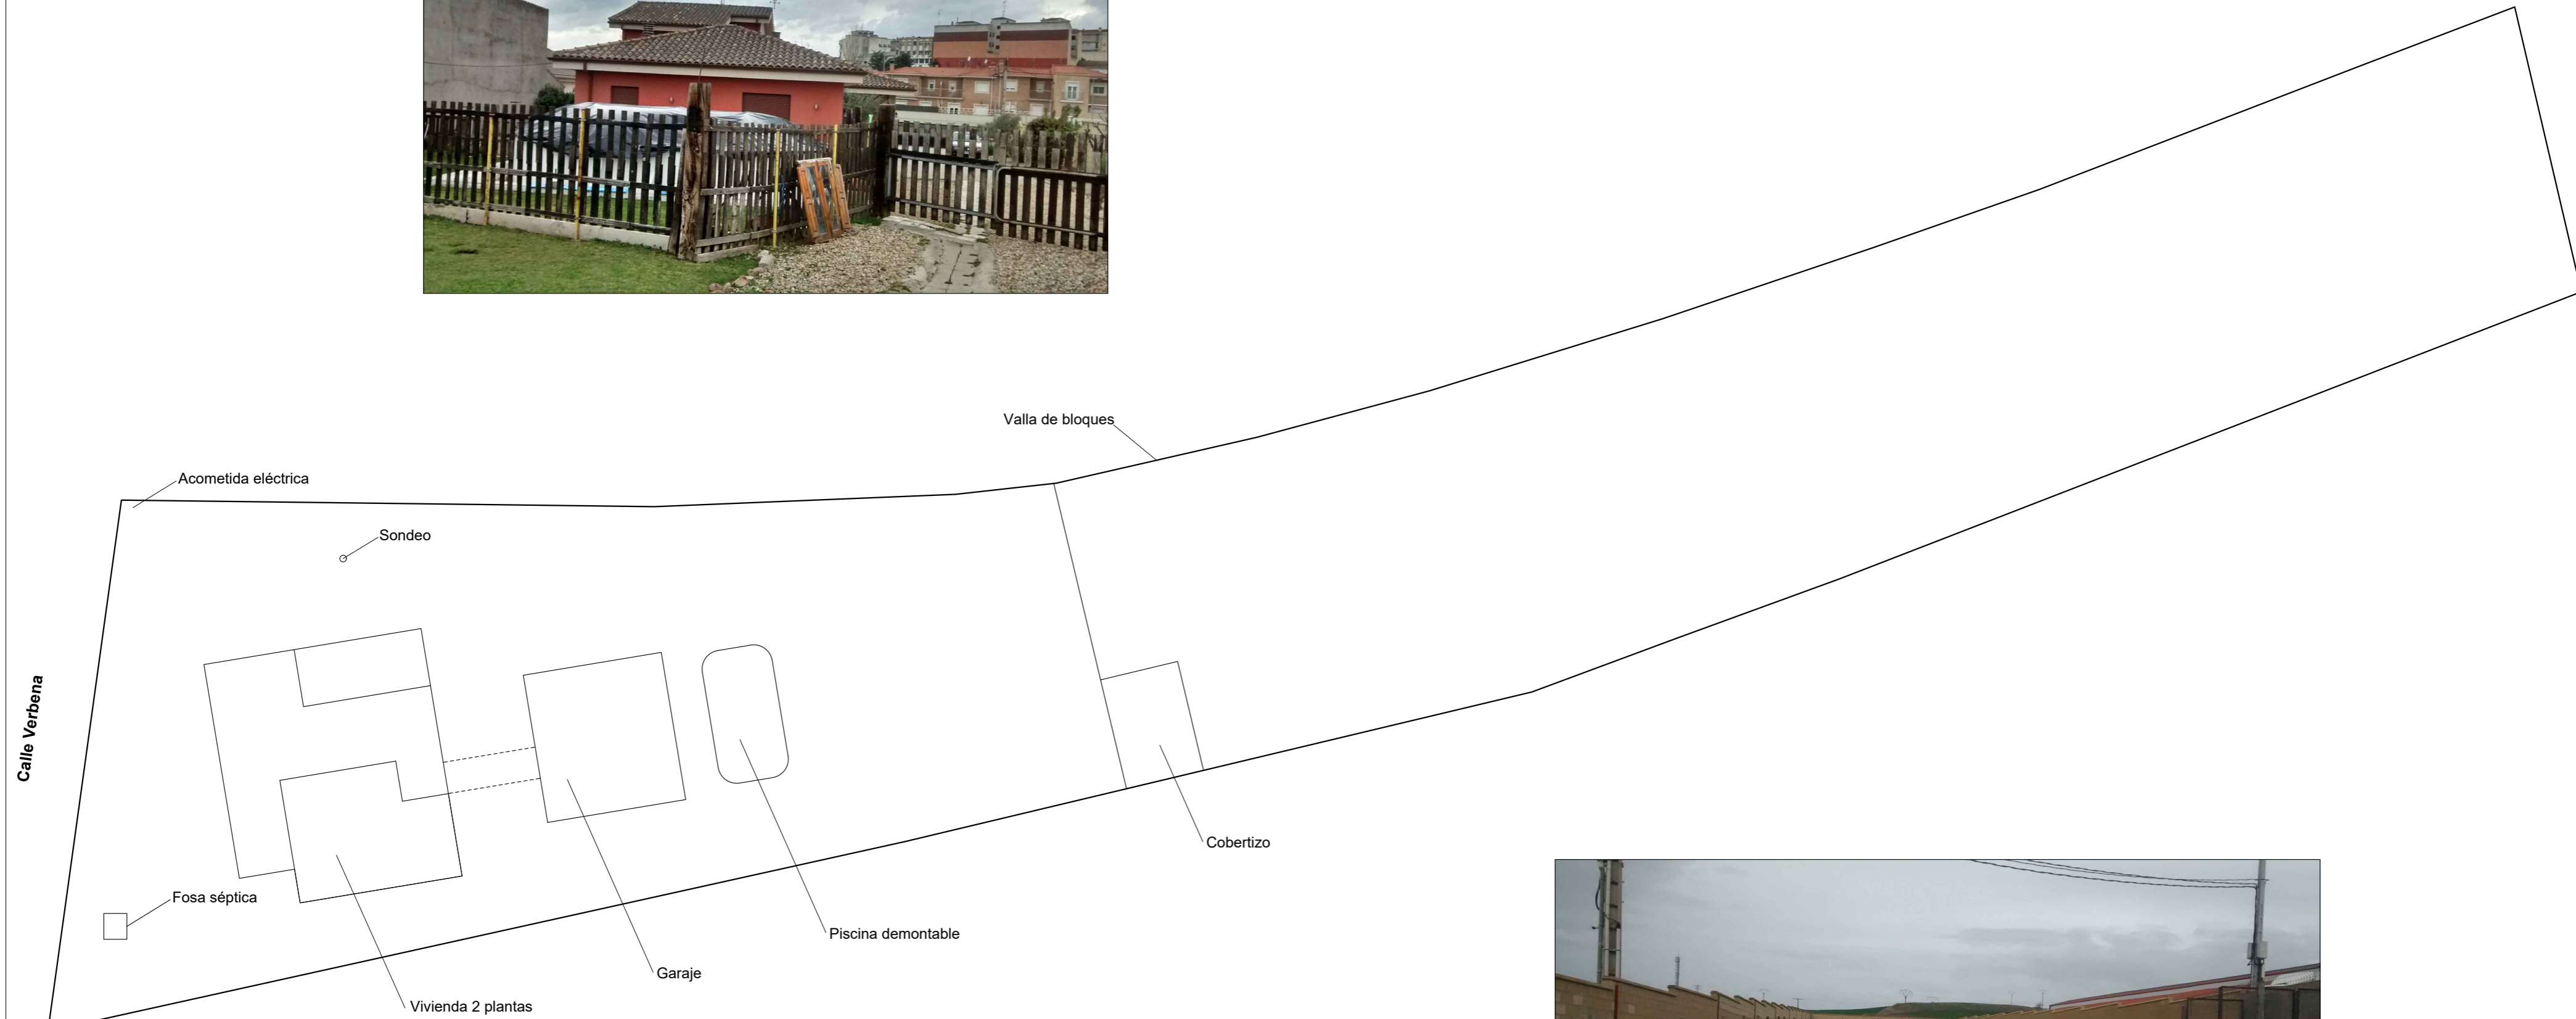 Valla de bloques
Acometida eléctrica
Sondeo
Calle Verbena
Cobertizo
Fosa séptica
Piscina demontable
Garaje
Vivienda 2 plantas